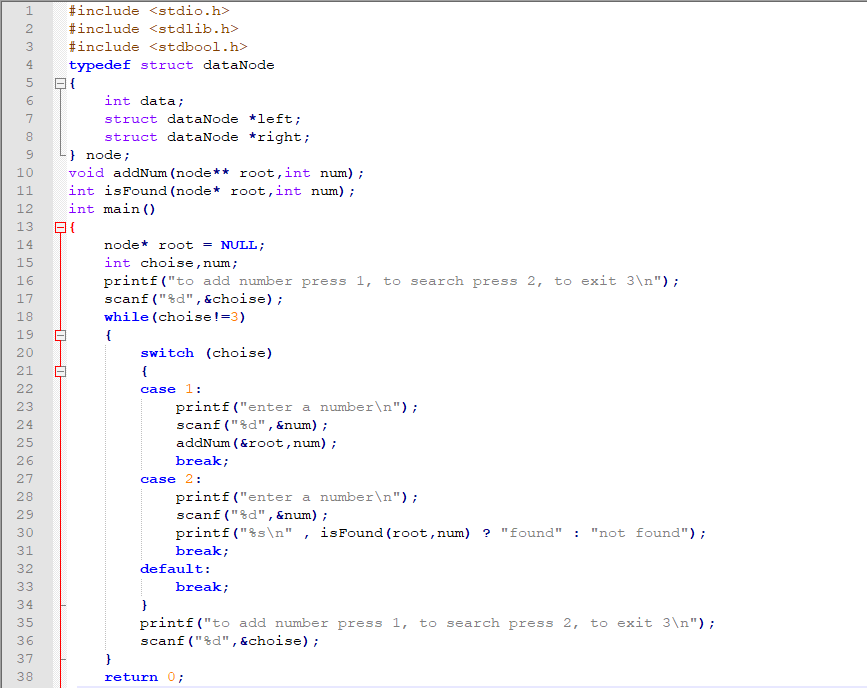 1 #include <stdio.h>
2 #include <stdlib.h>
3 #include <stdbool.h>
4 typedef struct dataNode
5 {
6     int data;
7     struct dataNode *left;
8     struct dataNode *right;
9 } node;
10 void addNum(node** root,int num);
11 int isFound(node* root,int num);
12 int main()
13 {
14     node* root = NULL;
15     int choise,num;
16     printf("to add number press 1, to search press 2, to exit 3\n");
17     scanf("%d",&choise);
18     while(choise!=3)
19     {
20         switch (choise)
21         {
22         case 1:
23             printf("enter a number\n");
24             scanf("%d",&num);
25             addNum(&root,num);
26             break;
27         case 2:
28             printf("enter a number\n");
29             scanf("%d",&num);
30             printf("%s\n" , isFound(root,num) ? "found" : "not found");
31             break;
32         default:
33             break;
34         }
35         printf("to add number press 1, to search press 2, to exit 3\n");
36         scanf("%d",&choise);
37     }
38     return 0;